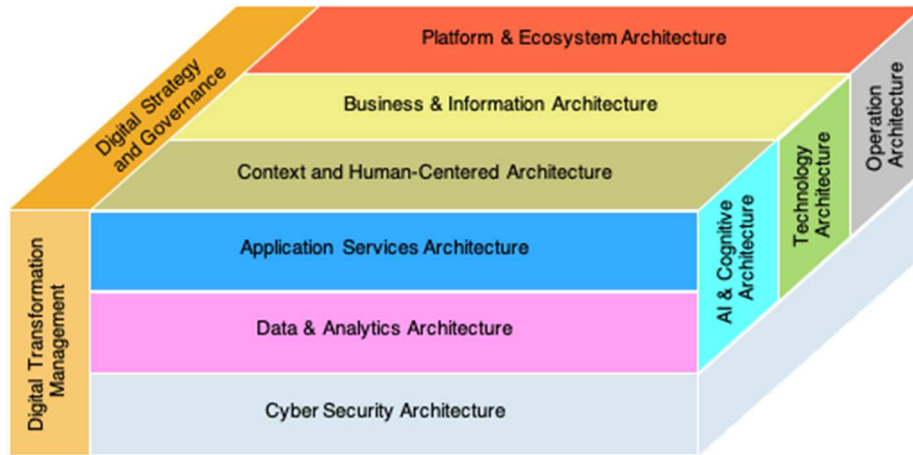 Digital Strategy
and Governance
Platform & Ecosystem Architecture
Business & Information Architecture
Context and Human-Centered Architecture
Operation
Architecture
Technology
Architecture
AI & Cognitive
Architecture
Digital Transformation
Management
Application Services Architecture
Data & Analytics Architecture
Cyber Security Architecture